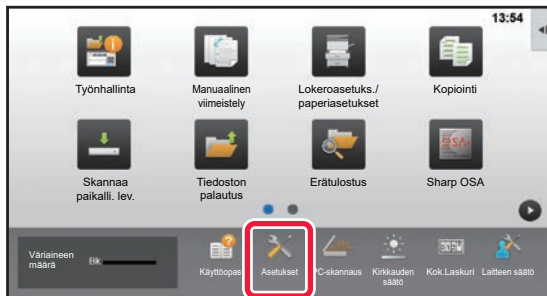 13:54
Työnhallinta
Manuaalinen
viimeistely
Lokeroasetuks./
paperiasetukset
Kopiointi
Skannaa
paikalli. lev.
Tiedoston
palautus
Erätulostus
Sharp OSA
Väriaineen
määrä
Bk
Käyttöopas
Asetukset
PC-skannaus
Kirkkauden
säätö
Kok.Laskuri
Laitteen säätö